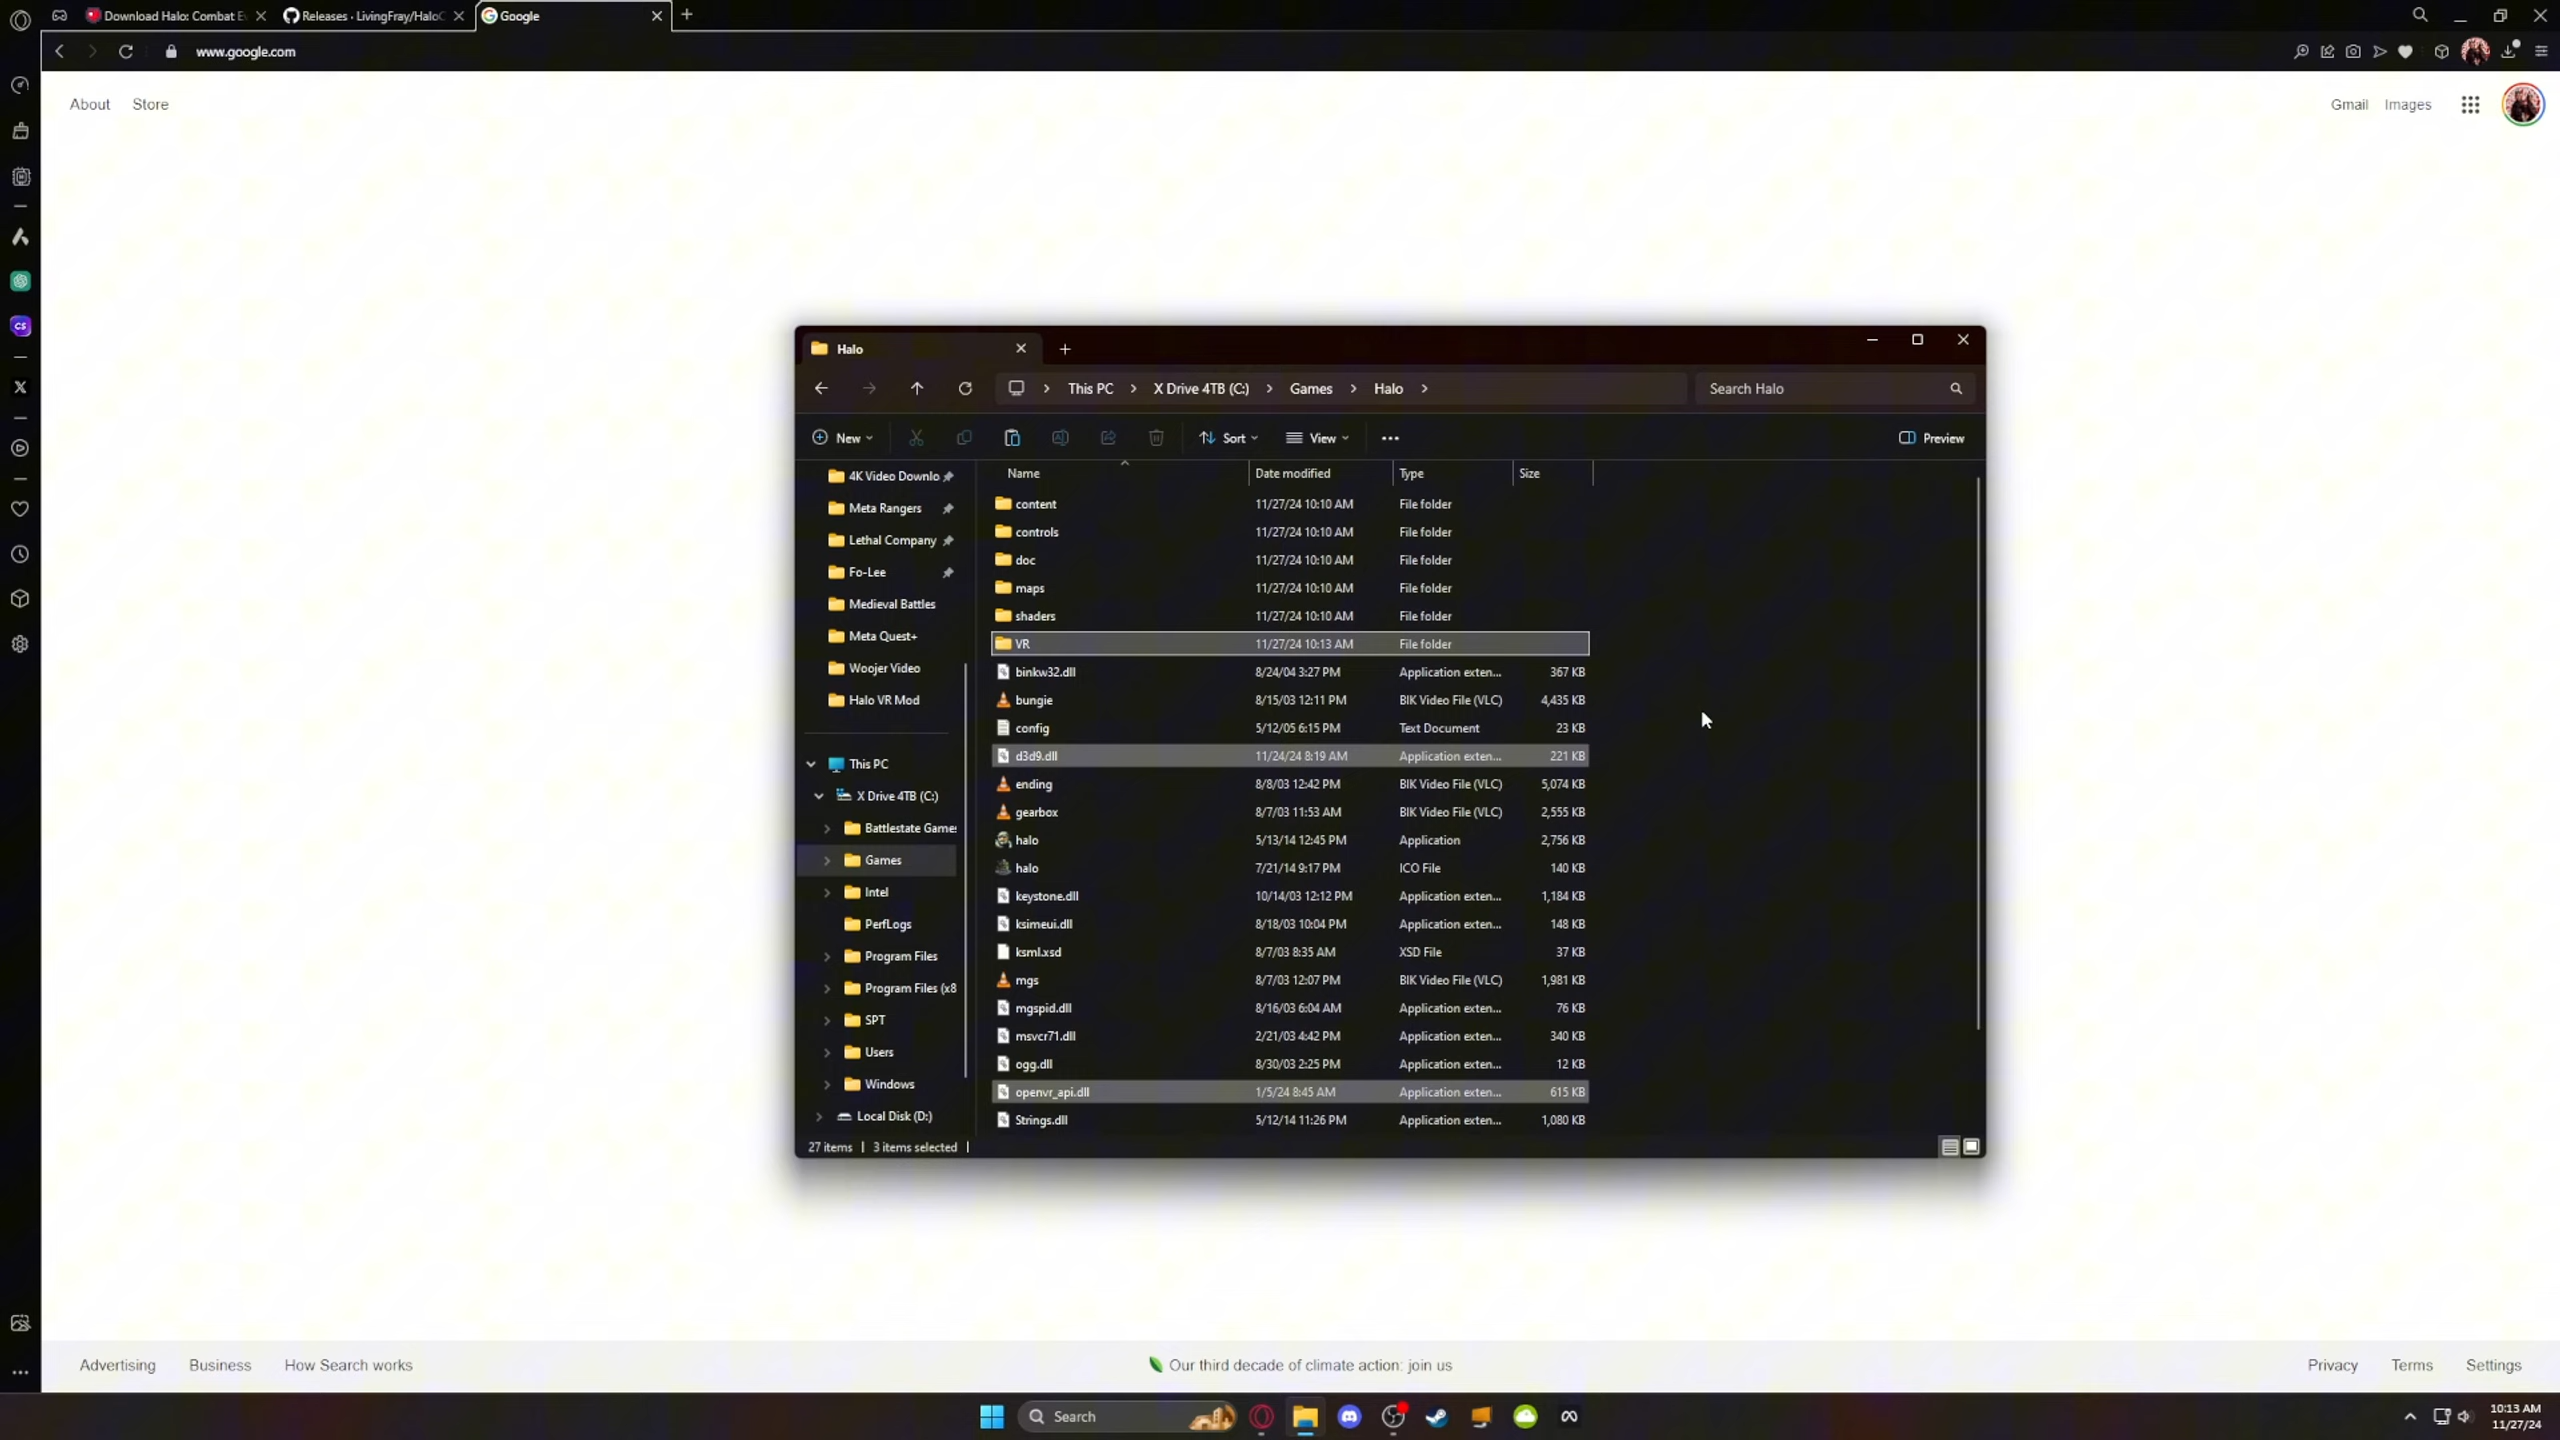 Download Halo: Combat Ev
Releases · LivingFray/HaloC
Google
www.google.com
About Store
Gmail Images
Halo
This PC > X Drive 4TB (C:) > Games > Halo >
Search Halo
New
Sort
View
Preview
4K Video Downlo
Meta Rangers
Lethal Company
Fo-Lee
Medieval Battles
Meta Quest+
Woojer Video
Halo VR Mod
This PC
X Drive 4TB (C:)
Battlestate Games
Games
Intel
PerfLogs
Program Files
Program Files (x8
SPT
Users
Windows
Local Disk (D:)
Name Date modified Type Size
content 11/27/24 10:10 AM File folder
controls 11/27/24 10:10 AM File folder
doc 11/27/24 10:10 AM File folder
maps 11/27/24 10:10 AM File folder
shaders 11/27/24 10:10 AM File folder
VR 11/27/24 10:13 AM File folder
binkw32.dll 8/24/04 3:27 PM Application exten... 367 KB
bungie 8/15/03 12:11 PM BIK Video File (VLC) 4,435 KB
config 5/12/05 6:15 PM Text Document 23 KB
d3d9.dll 11/24/24 8:19 AM Application exten... 221 KB
ending 8/8/03 12:42 PM BIK Video File (VLC) 5,074 KB
gearbox 8/7/03 11:53 AM BIK Video File (VLC) 2,555 KB
halo 5/13/14 12:45 PM Application 2,756 KB
halo 7/21/14 9:17 PM ICO File 140 KB
keystone.dll 10/14/03 12:12 PM Application exten... 1,184 KB
ksimeui.dll 8/18/03 10:04 PM Application exten... 148 KB
ksml.xsd 8/7/03 8:35 AM XSD File 37 KB
mgs 8/7/03 12:07 PM BIK Video File (VLC) 1,981 KB
mgspid.dll 8/16/03 6:04 AM Application exten... 76 KB
msvcr71.dll 2/21/03 4:42 PM Application exten... 340 KB
ogg.dll 8/30/03 2:25 PM Application exten... 12 KB
openvr_api.dll 1/5/24 8:45 AM Application exten... 615 KB
Strings.dll 5/12/14 11:26 PM Application exten... 1,080 KB
27 items | 3 items selected |
Advertising Business How Search works
Our third decade of climate action: join us
Privacy Terms Settings
Search
10:13 AM
11/27/24